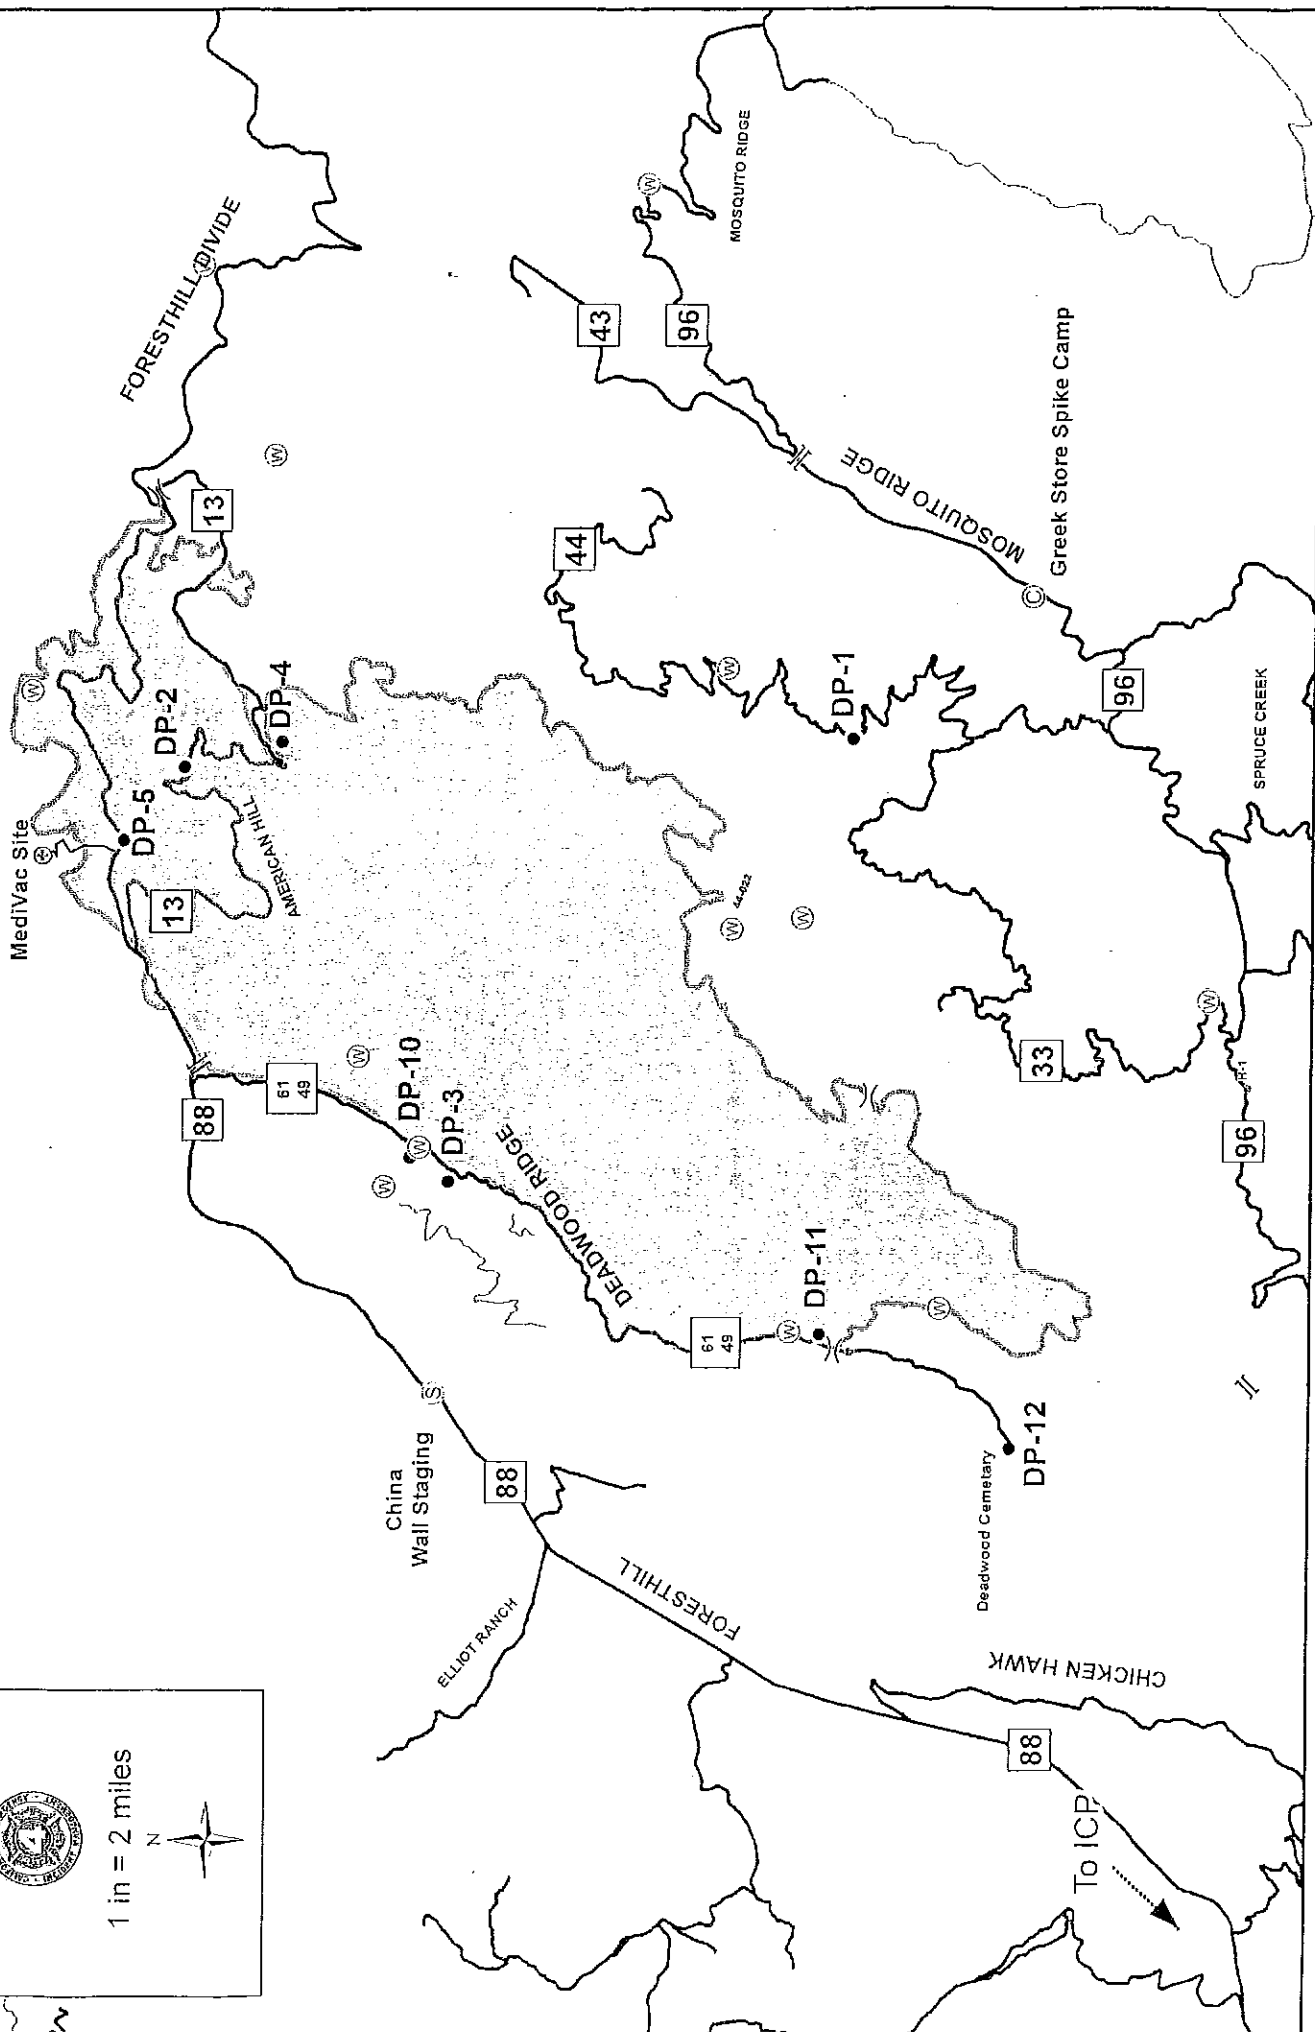 1 in = 2 miles
N
MediVac Site
FORESTHILL DIVIDE
W
W
W
13
13
DP-5
DP-2
DP-4
AMERICAN HILL
88
61
49
W
DP-10
W
W
DP-3
DEADWOOD RIDGE
China
Wall Staging
S
88
ELLIOT RANCH
FORESTHILL
61
49
W
DP-11
W
DP-12
Deadwood Cemetary
CHICKEN HAWK
88
To ICP
44-022
W
W
44
W
DP-1
43
96
W
MOSQUITO RIDGE
MOSQUITO RIDGE
C
Greek Store Spike Camp
96
SPRUCE CREEK
33
W
H-1
96